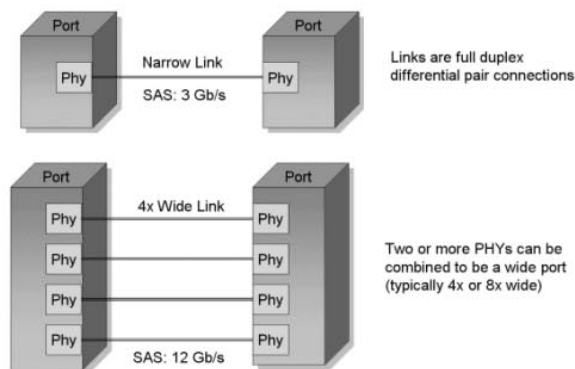 Port
Port
Phy
Narrow Link
Phy
SAS: 3 Gb/s
Links are full duplex
differential pair connections
Port
Port
Phy
4x Wide Link
Phy
Phy
Phy
Phy
Phy
Phy
Phy
SAS: 12 Gb/s
Two or more PHYs can be
combined to be a wide port
(typically 4x or 8x wide)